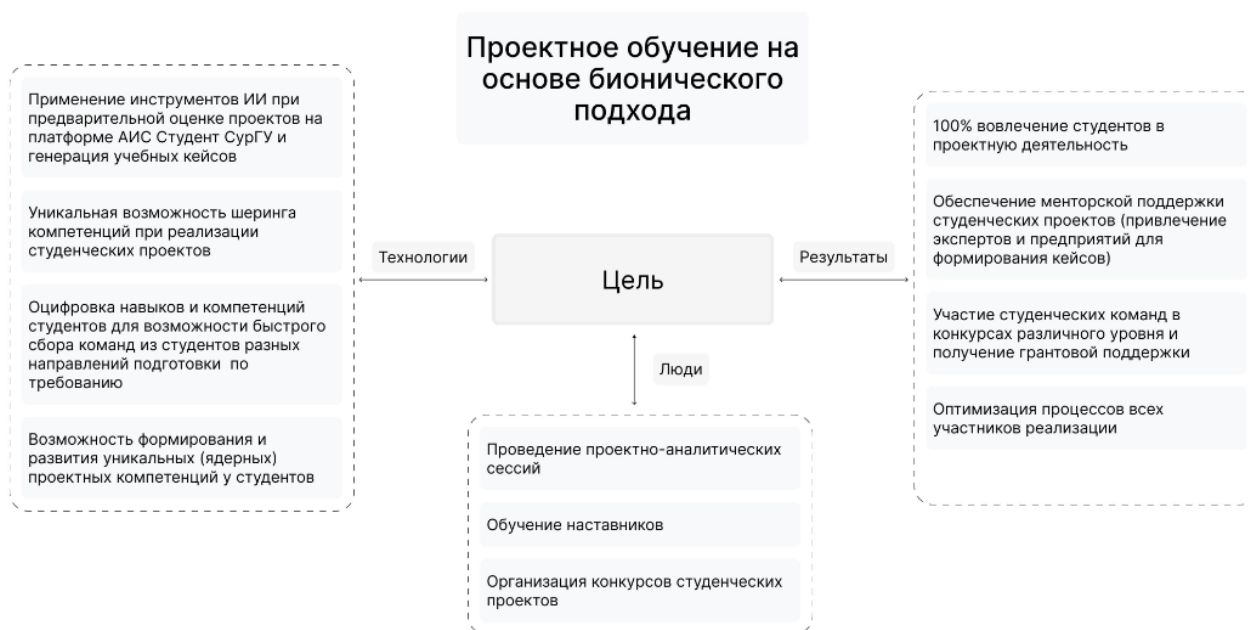 Проектное обучение на
основе бионического
подхода
Применение инструментов ИИ при
предварительной оценке проектов на
платформе АИС Студент СурГУ и
генерация учебных кейсов
Уникальная возможность шеринга
компетенций при реализации
студенческих проектов
Оцифровка навыков и компетенций
студентов для возможности быстрого
сбора команд из студентов разных
направлений подготовки по
требованию
Возможность формирования и
развития уникальных (ядерных)
проектных компетенций у студентов
Технологии
Цель
Результаты
Люди
100% вовлечение студентов в
проектную деятельность
Обеспечение менторской поддержки
студенческих проектов (привлечение
экспертов и предприятий для
формирования кейсов)
Участие студенческих команд в
конкурсах различного уровня и
получение грантовой поддержки
Оптимизация процессов всех
участников реализации
Проведение проектно-аналитических
сессий
Обучение наставников
Организация конкурсов студенческих
проектов